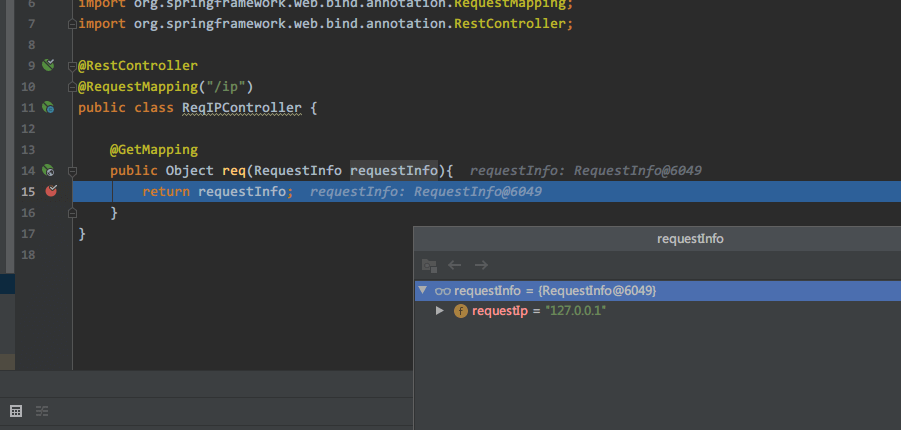 6 import org.springframework.web.bind.annotation.RequestMapping;
7 import org.springframework.web.bind.annotation.RestController;
8
9 @RestController
10 @RequestMapping("/ip")
11 public class ReqIPController {
12
13 @GetMapping
14 public Object req(RequestInfo requestInfo){ requestInfo: RequestInfo@6049
15 return requestInfo; requestInfo: RequestInfo@6049
16 }
17 }
18
requestInfo
requestInfo = {RequestInfo@6049}
f requestIp = "127.0.0.1"